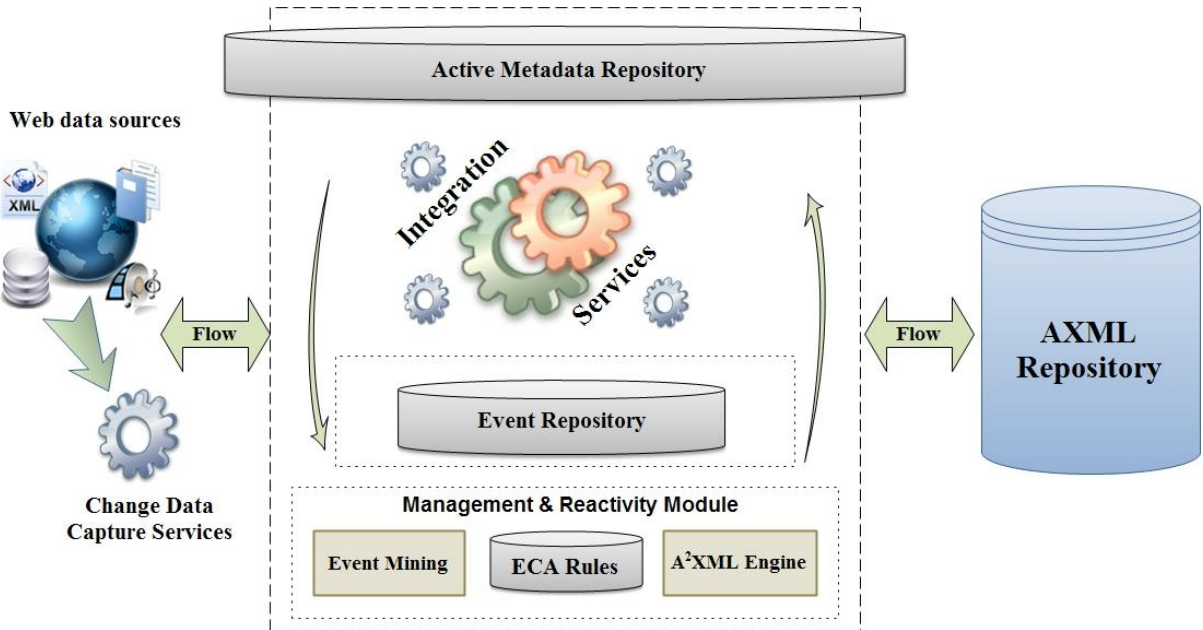 Active Metadata Repository
Web data sources
XML
Integration
Services
Flow
Flow
AXML
Repository
Event Repository
Change Data
Capture Services
Management & Reactivity Module
Event Mining
ECA Rules
A²XML Engine